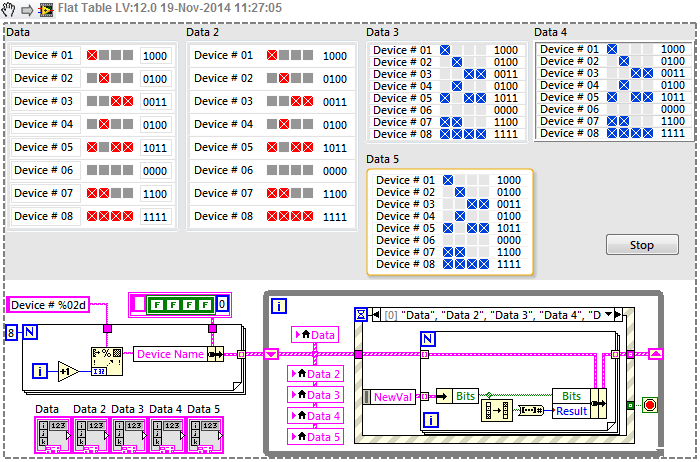 Flat Table LV:12.0 19-Nov-2014 11:27:05
Data
Device # 01 1000
Device # 02 0100
Device # 03 0011
Device # 04 0100
Device # 05 1011
Device # 06 0000
Device # 07 1100
Device # 08 1111
Data 2
Device # 01 1000
Device # 02 0100
Device # 03 0011
Device # 04 0100
Device # 05 1011
Device # 06 0000
Device # 07 1100
Device # 08 1111
Data 3
Device # 01 1000
Device # 02 0100
Device # 03 0011
Device # 04 0100
Device # 05 1011
Device # 06 0000
Device # 07 1100
Device # 08 1111
Data 4
Device # 01 1000
Device # 02 0100
Device # 03 0011
Device # 04 0100
Device # 05 1011
Device # 06 0000
Device # 07 1100
Device # 08 1111
Data 5
Device # 01 1000
Device # 02 0100
Device # 03 0011
Device # 04 0100
Device # 05 1011
Device # 06 0000
Device # 07 1100
Device # 08 1111
Stop
Device # %02d
F F F F 0
8 N
i
+1
I32
Device Name
Data Data 2 Data 3 Data 4 Data 5
123 123 123 123 123
i
Data
Data 2
Data 3
Data 4
Data 5
[0] "Data", "Data 2", "Data 3", "Data 4", "D
N
NewVal
Bits
Bits
Result
i